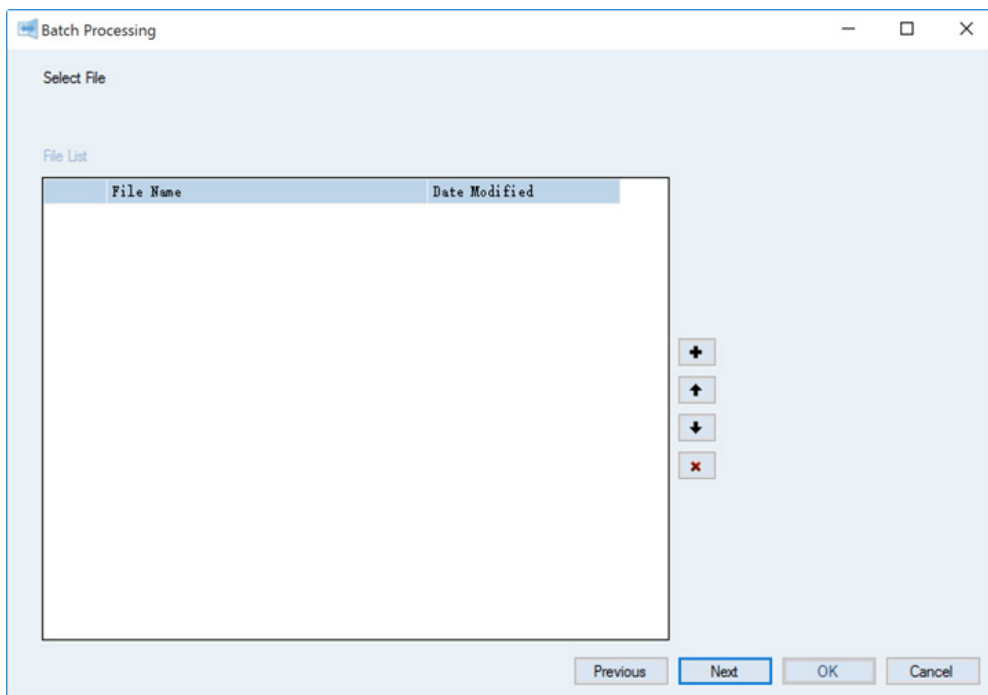 Batch Processing
Select File
File List
File Name Date Modified
Previous Next OK Cancel